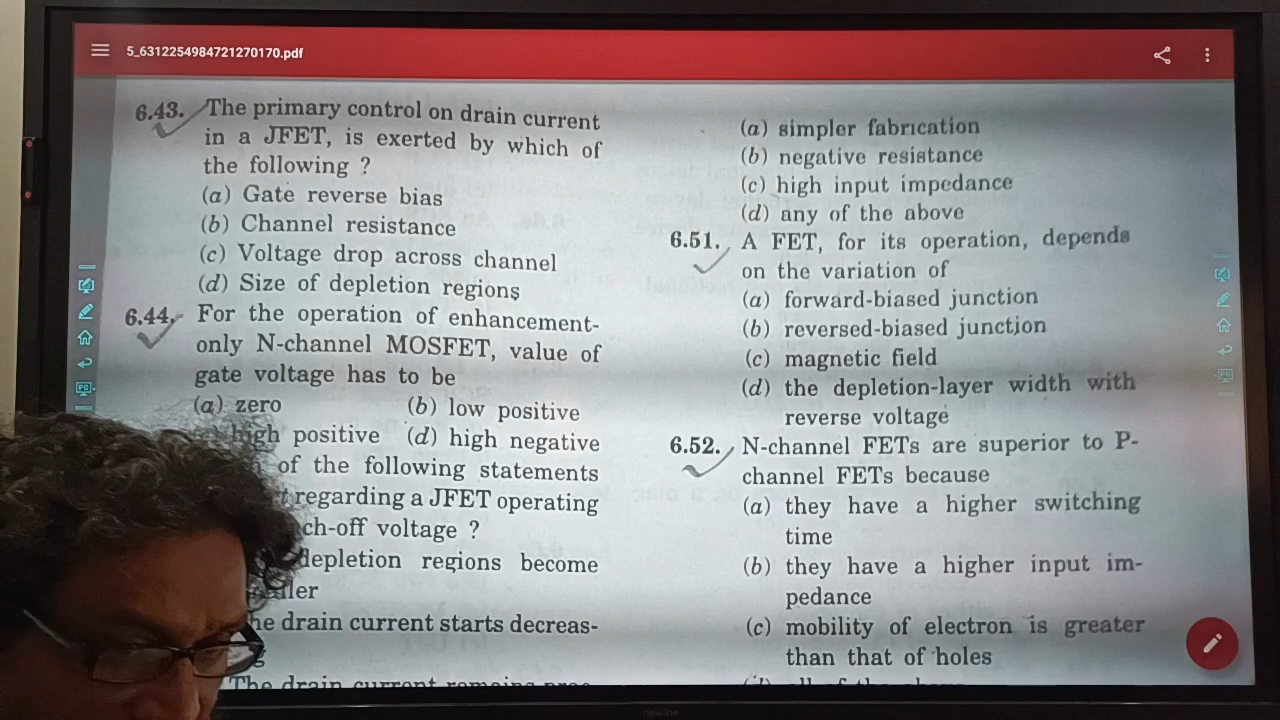 5_6312254984721270170.pdf
6.43. The primary control on drain current
in a JFET, is exerted by which of
the following ?
(a) Gate reverse bias
(b) Channel resistance
(c) Voltage drop across channel
(d) Size of depletion regions
6.44. For the operation of enhancement-
only N-channel MOSFET, value of
gate voltage has to be
(a) zero (b) low positive
high positive (d) high negative
of the following statements
regarding a JFET operating
ch-off voltage ?
depletion regions become
he drain current starts decreas-
The drain current
(a) simpler fabrication
(b) negative resistance
(c) high input impedance
(d) any of the above
6.51. A FET, for its operation, depends
on the variation of
(a) forward-biased junction
(b) reversed-biased junction
(c) magnetic field
(d) the depletion-layer width with
reverse voltage
6.52. N-channel FETs are superior to P-
channel FETs because
(a) they have a higher switching
time
(b) they have a higher input im-
pedance
(c) mobility of electron is greater
than that of holes
newline